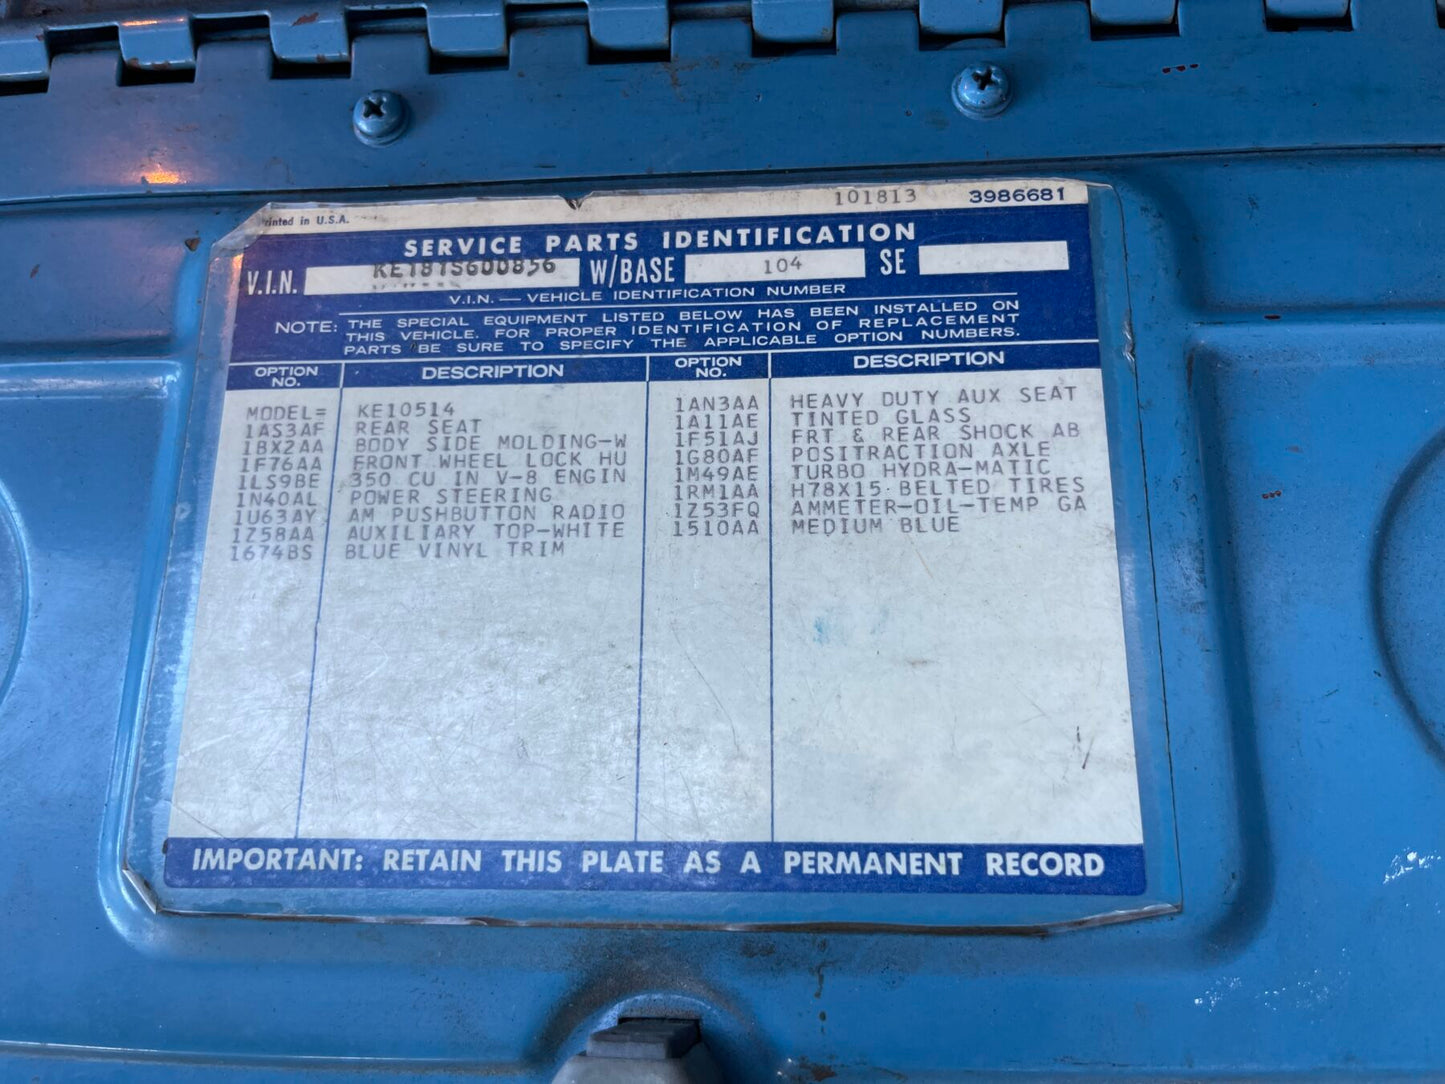 Printed in U.S.A.
101813 3986681
SERVICE PARTS IDENTIFICATION
V.I.N. KE181S600856 W/BASE 104 SE
V.I.N. — VEHICLE IDENTIFICATION NUMBER
NOTE: THE SPECIAL EQUIPMENT LISTED BELOW HAS BEEN INSTALLED ON
THIS VEHICLE. FOR PROPER IDENTIFICATION OF REPLACEMENT
PARTS BE SURE TO SPECIFY THE APPLICABLE OPTION NUMBERS.
OPTION NO. DESCRIPTION
MODEL= KE10514
1AS3AF REAR SEAT
1BX2AA BODY SIDE MOLDING-W
1F76AA FRONT WHEEL LOCK HU
1LS9BE 350 CU IN V-8 ENGIN
1N40AL POWER STEERING
1U63AY AM PUSHBUTTON RADIO
1Z58AA AUXILIARY TOP-WHITE
1674BS BLUE VINYL TRIM
OPTION NO. DESCRIPTION
1AN3AA HEAVY DUTY AUX SEAT
1A11AE TINTED GLASS
1F51AJ FRT & REAR SHOCK AB
1G80AF POSITRACTION AXLE
1M49AE TURBO HYDRA-MATIC
1RM1AA H78X15 BELTED TIRES
1Z53FQ AMMETER-OIL-TEMP GA
1510AA MEDIUM BLUE
IMPORTANT: RETAIN THIS PLATE AS A PERMANENT RECORD